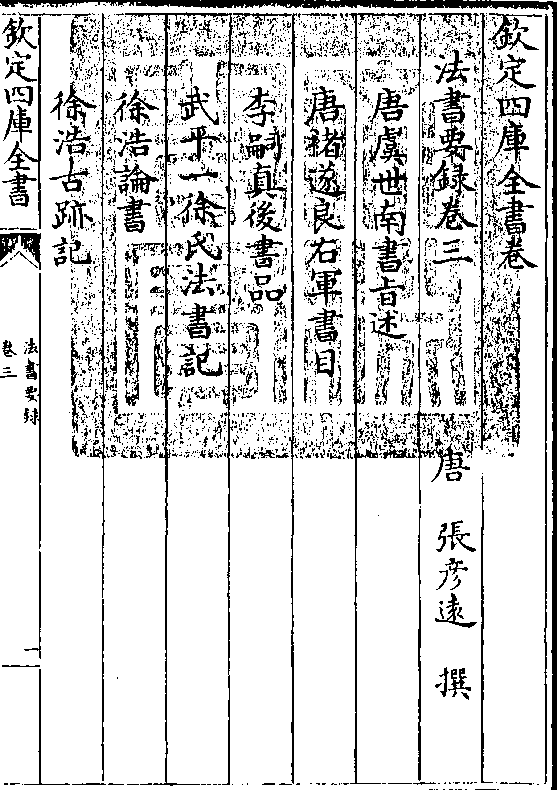 欽定四庫全書卷
法書要録卷三
唐 張彦遠 撰
唐虞世南書旨述
唐褚遂良右軍書目
李嗣真後書品
武平一徐氏法書記
徐浩論書
徐浩古跡記
欽定四庫全書
法書要録
卷三
一